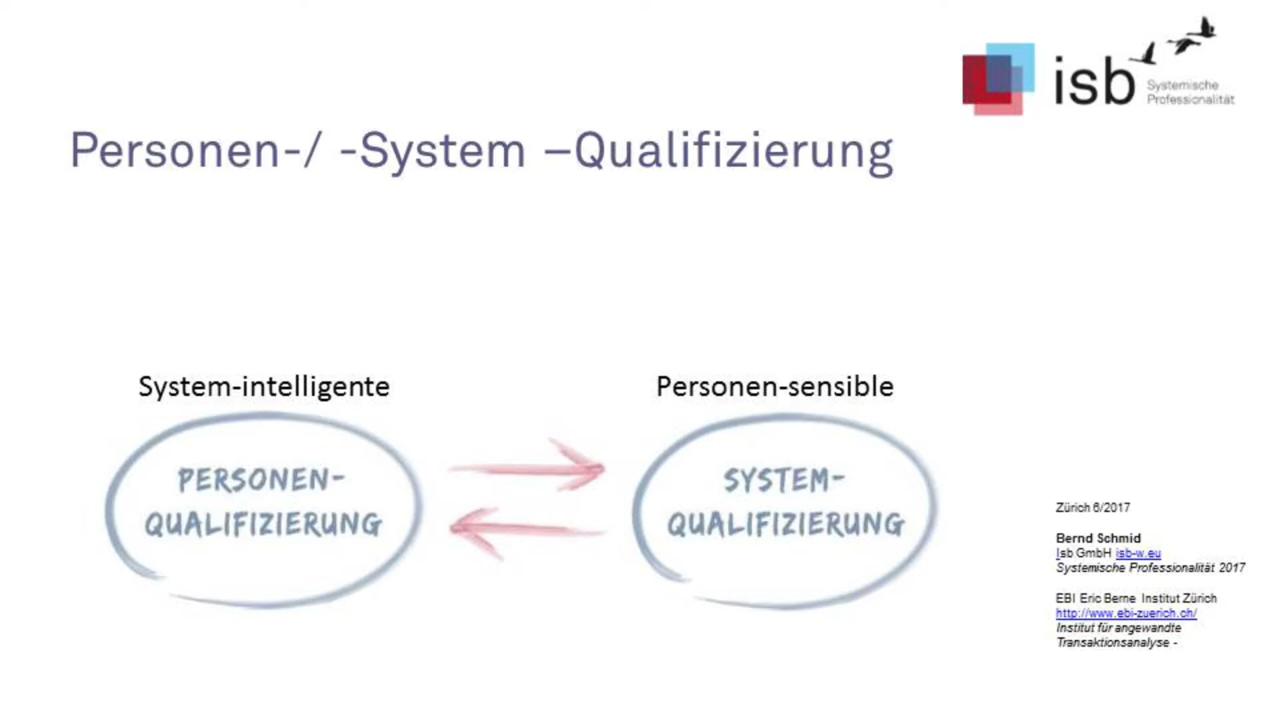 isb Systemische
Professionalität
Personen-/ -System –Qualifizierung
System-intelligente
PERSONEN-
QUALIFIZIERUNG
Personen-sensible
SYSTEM-
QUALIFIZIERUNG
Zürich 6/2017
Bernd Schmid
Isb GmbH isb-w.eu
Systemische Professionalität 2017
EBI Eric Berne Institut Zürich
http://www.ebi-zuerich.ch/
Institut für angewandte
Transaktionsanalyse -